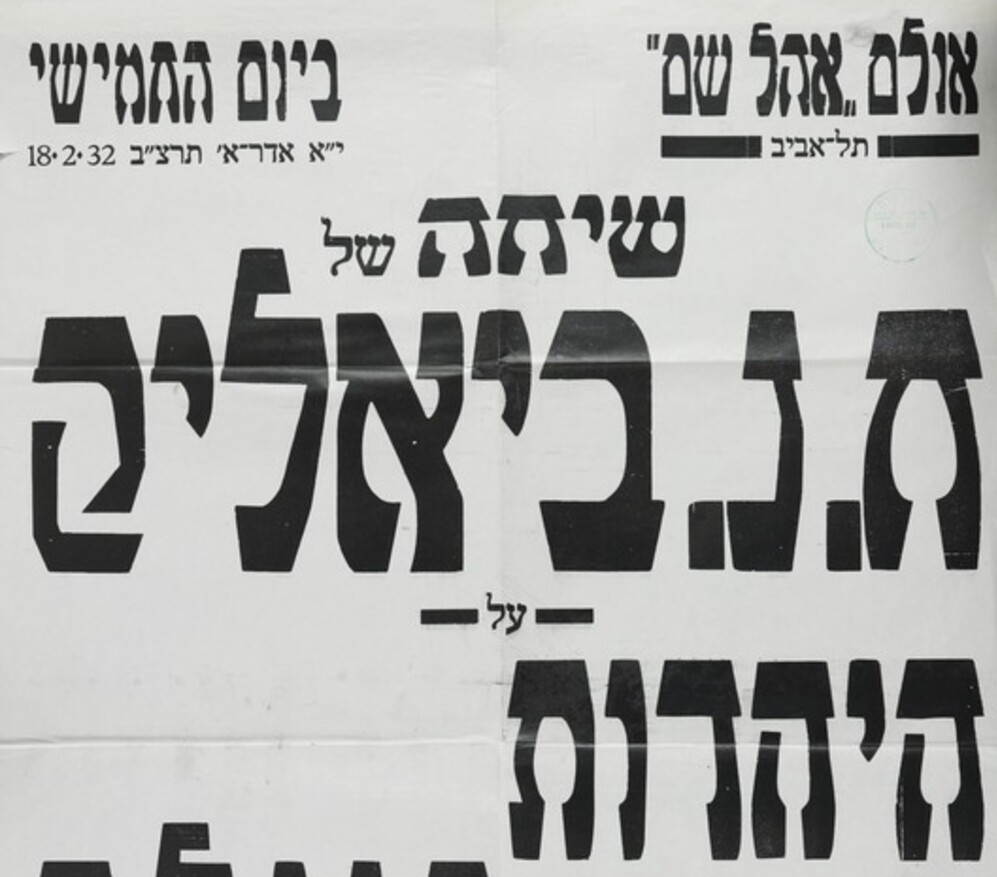 אולם „אהל שם"
תל־אביב
ביום החמישי
י״א אדר־א׳ תרצ״ב 18·2·32
שיחה של
ח.נ.ביאליק
על
היהדות